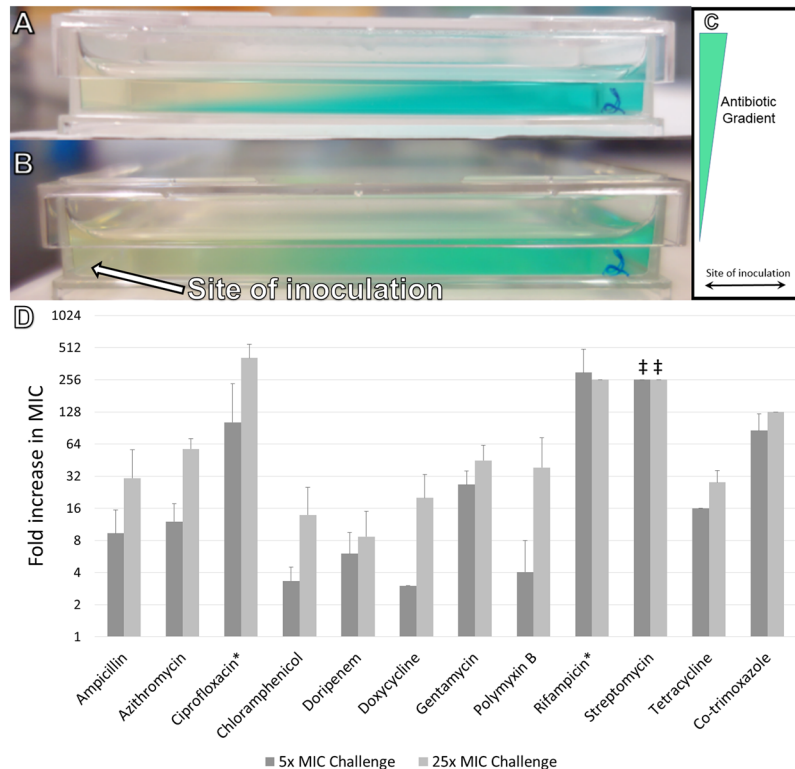 A
B
Site of inoculation
C
Antibiotic
Gradient
Site of inoculation
D
Fold increase in MIC
1024
512
256
128
64
32
16
8
4
2
1
‡ ‡
Ampicillin
Azithromycin
Ciprofloxacin*
Chloramphenicol
Doripenem
Doxycycline
Gentamycin
Polymyxin B
Rifampicin*
Streptomycin
Tetracycline
Co-trimoxazole
5x MIC Challenge
25x MIC Challenge